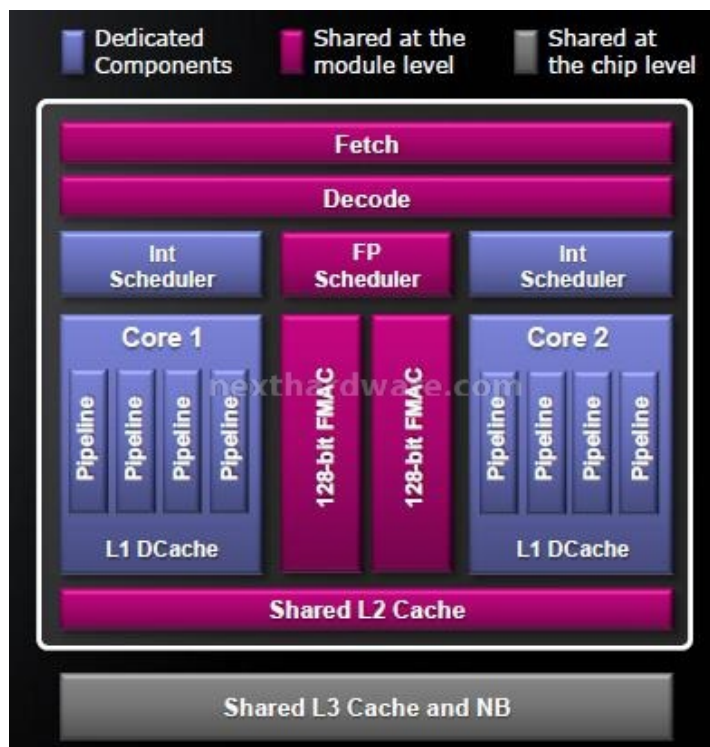 Dedicated
Components
Shared at the
module level
Shared at
the chip level
Fetch
Decode
Int
Scheduler
FP
Scheduler
Int
Scheduler
Core 1
Pipeline
Pipeline
Pipeline
Pipeline
L1 DCache
128-bit FMAC
128-bit FMAC
Core 2
Pipeline
Pipeline
Pipeline
Pipeline
L1 DCache
nexthardware.com
Shared L2 Cache
Shared L3 Cache and NB